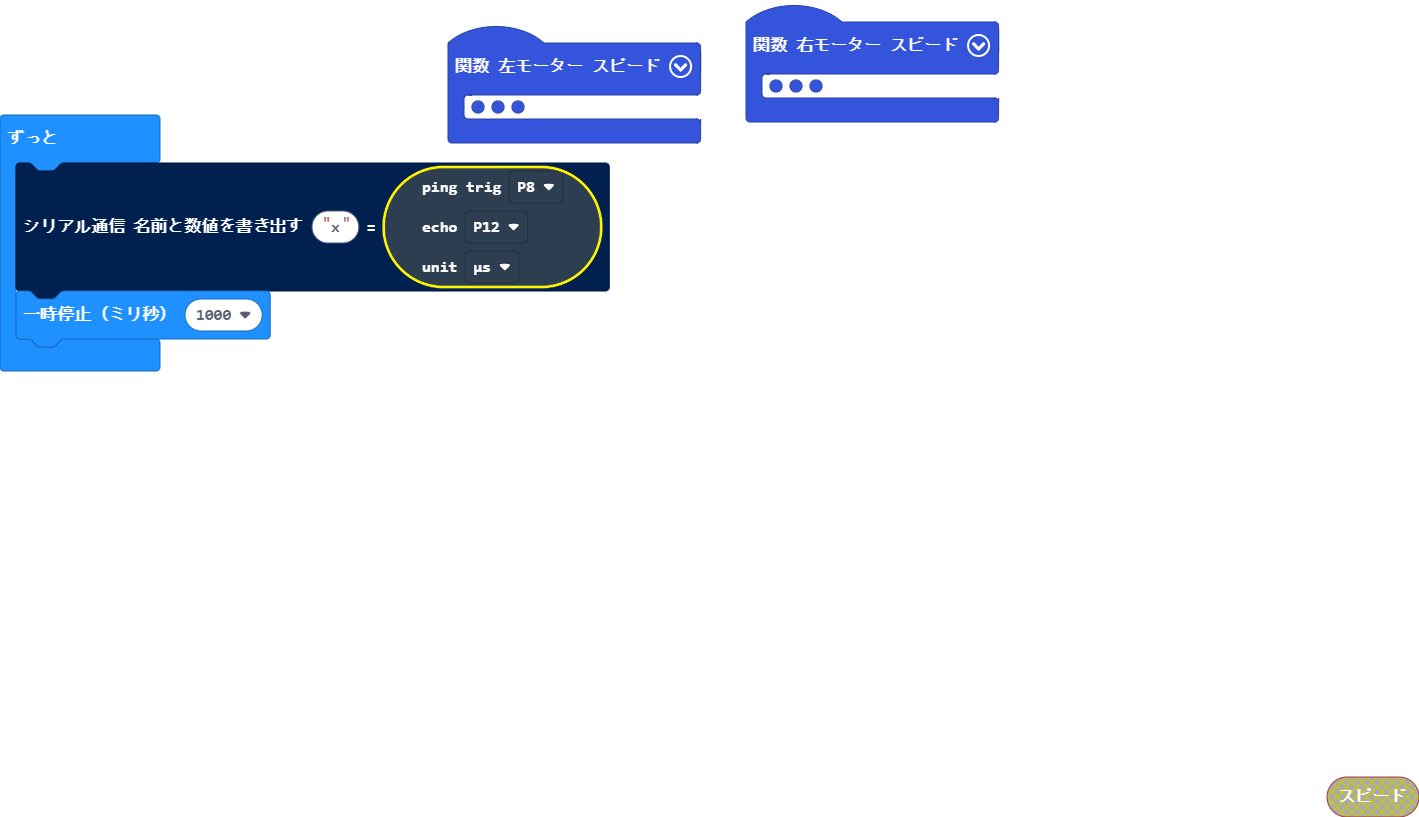 関数 左モーター スピード
関数 右モーター スピード
ずっと
シリアル通信 名前と数値を書き出す "x" =
ping trig P8
echo P12
unit μs
一時停止（ミリ秒） 1000
スピード